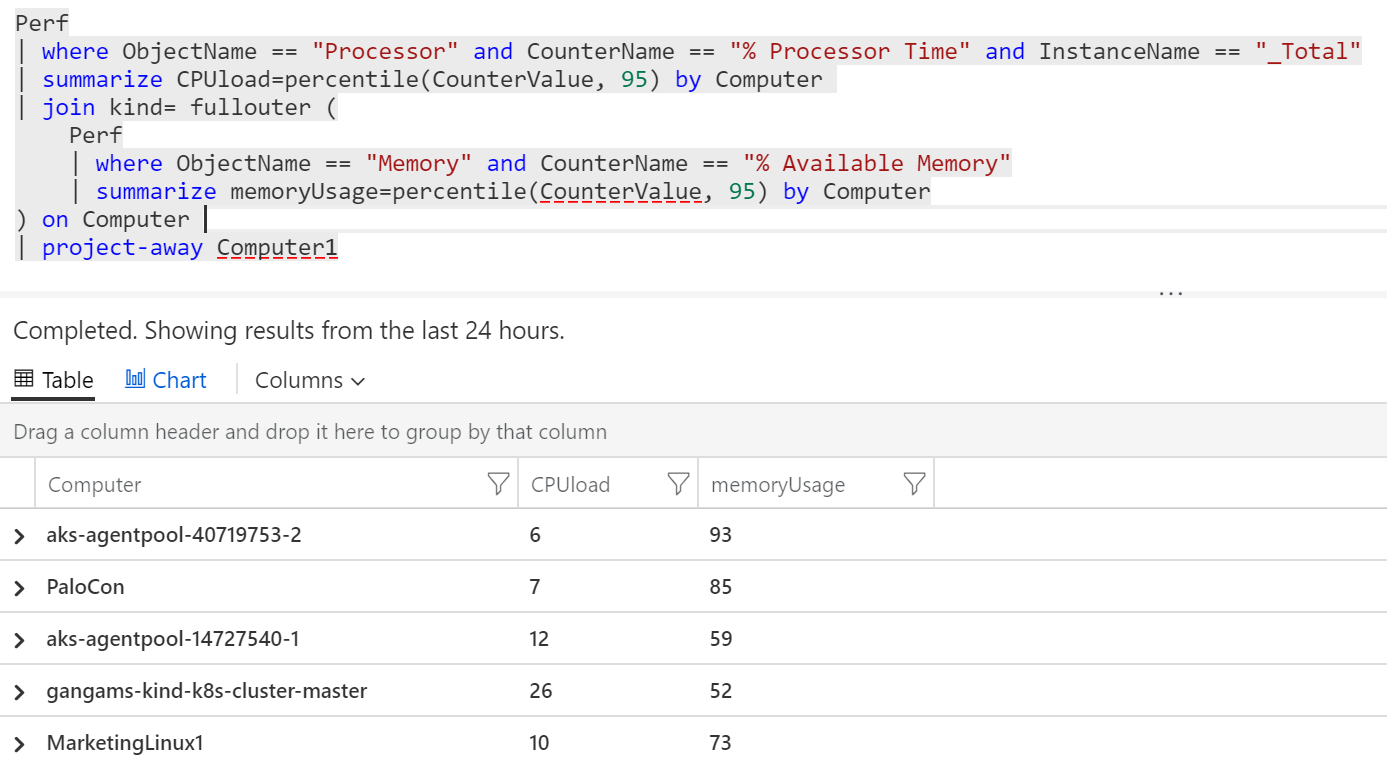 Perf
| where ObjectName == "Processor" and CounterName == "% Processor Time" and InstanceName == "_Total"
| summarize CPUload=percentile(CounterValue, 95) by Computer
| join kind= fullouter (
    Perf
    | where ObjectName == "Memory" and CounterName == "% Available Memory"
    | summarize memoryUsage=percentile(CounterValue, 95) by Computer
) on Computer
| project-away Computer1
...
Completed. Showing results from the last 24 hours.
Table Chart Columns
Drag a column header and drop it here to group by that column
Computer CPUload memoryUsage
aks-agentpool-40719753-2 6 93
PaloCon 7 85
aks-agentpool-14727540-1 12 59
gangams-kind-k8s-cluster-master 26 52
MarketingLinux1 10 73